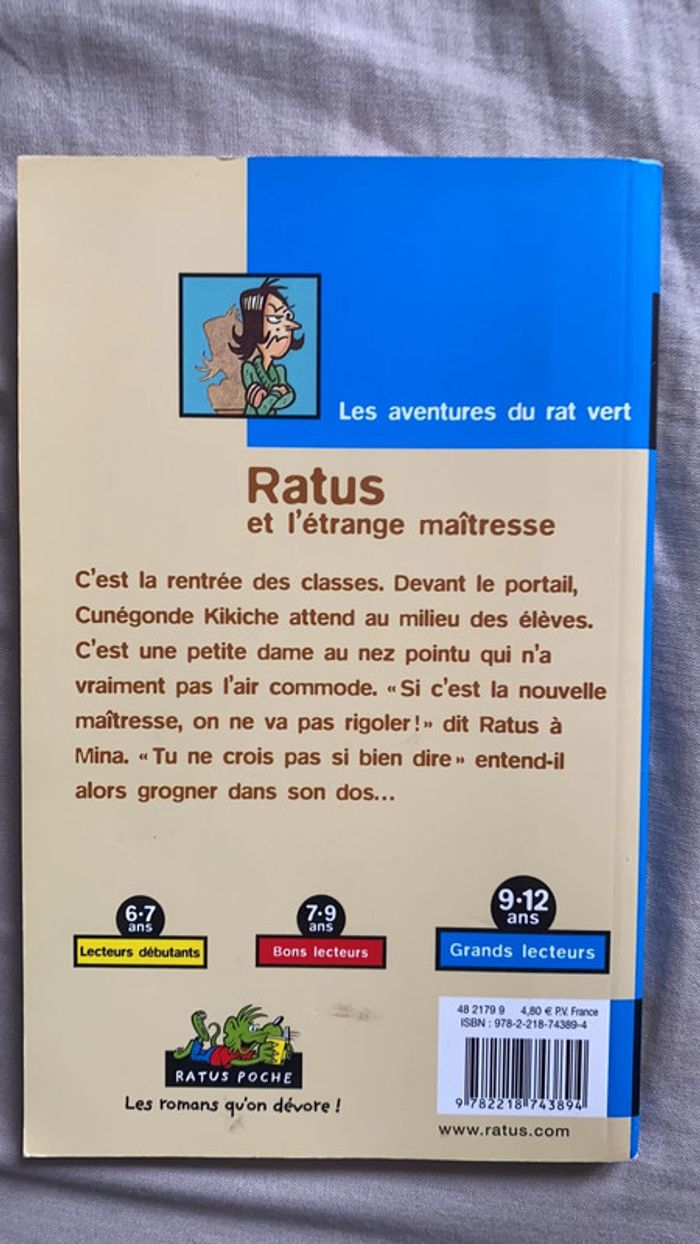 Les aventures du rat vert
Ratus
et l'étrange maîtresse
C'est la rentrée des classes. Devant le portail,
Cunégonde Kikiche attend au milieu des élèves.
C'est une petite dame au nez pointu qui n'a
vraiment pas l'air commode. «Si c'est la nouvelle
maîtresse, on ne va pas rigoler!» dit Ratus à
Mina. «Tu ne crois pas si bien dire» entend-il
alors grogner dans son dos...
6•7
ans
Lecteurs débutants
7•9
ans
Bons lecteurs
9•12
ans
Grands lecteurs
RATUS POCHE
Les romans qu'on dévore !
48 2179 9 4,80 € P.V. France
ISBN : 978-2-218-74389-4
9 782218 743894
www.ratus.com